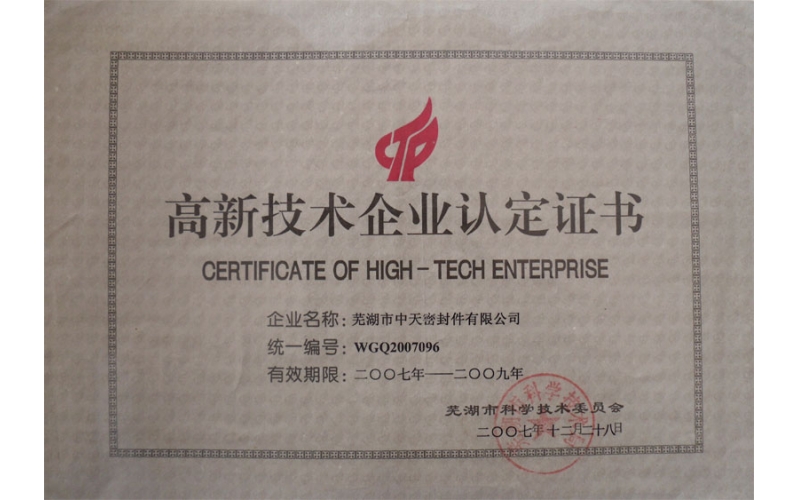 CTP
高新技术企业认定证书
CERTIFICATE OF HIGH-TECH ENTERPRISE
企业名称：芜湖市中天密封件有限公司
统一编号：WGQ2007096
有效期限：二〇〇七年——二〇〇九年
芜湖市科学技术委员会
二〇〇七年十二月二十八日